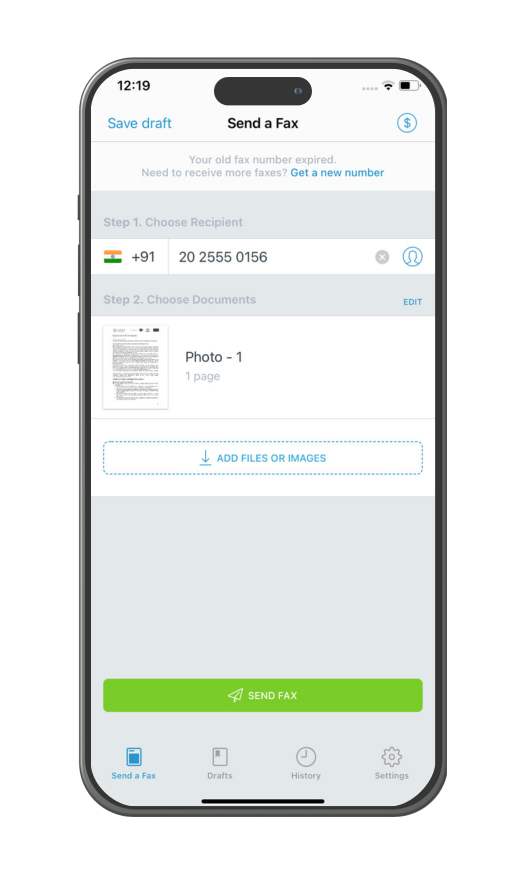 12:19
Save draft
Send a Fax
$
Your old fax number expired.
Need to receive more faxes? Get a new number
Step 1. Choose Recipient
+91
20 2555 0156
Step 2. Choose Documents
EDIT
Photo - 1
1 page
ADD FILES OR IMAGES
SEND FAX
Send a Fax
Drafts
History
Settings